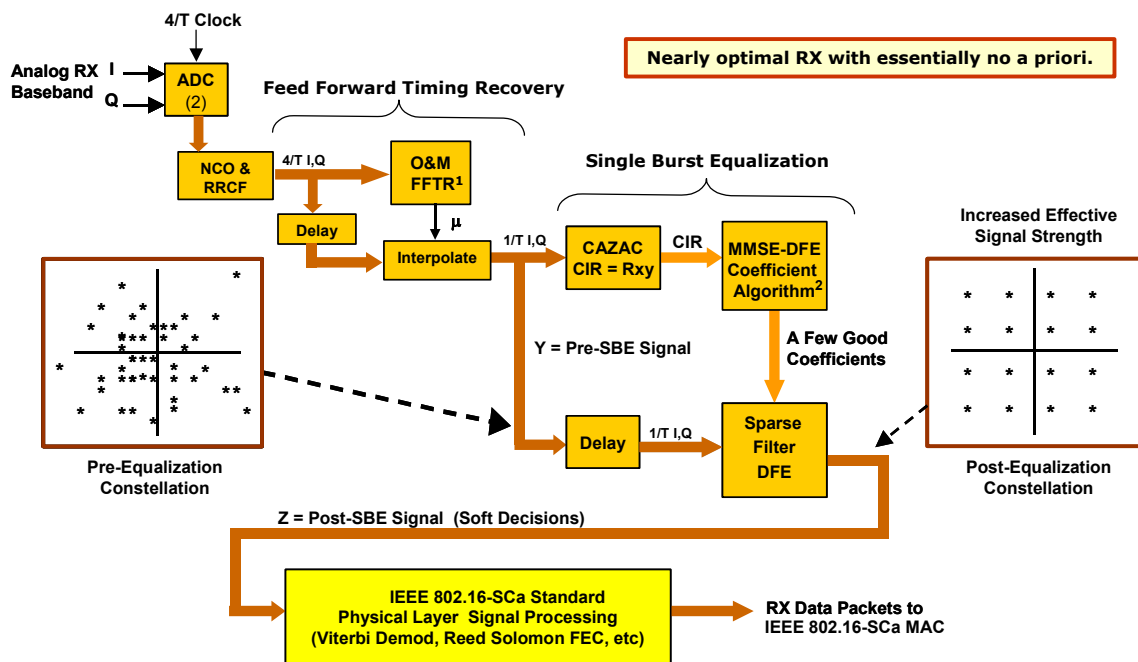 4/T Clock
Nearly optimal RX with essentially no a priori.
Analog RX
Baseband
I
Q
ADC
(2)
Feed Forward Timing Recovery
NCO &
RRCF
4/T I,Q
O&M
FFTR1
Single Burst Equalization
Delay
μ
Interpolate
1/T I,Q
CAZAC
CIR = Rxy
CIR
MMSE-DFE
Coefficient
Algorithm2
Increased Effective
Signal Strength
Y = Pre-SBE Signal
A Few Good
Coefficients
Delay
1/T I,Q
Sparse
Filter
DFE
Pre-Equalization
Constellation
Post-Equalization
Constellation
Z = Post-SBE Signal (Soft Decisions)
IEEE 802.16-SCa Standard
Physical Layer Signal Processing
(Viterbi Demod, Reed Solomon FEC, etc)
RX Data Packets to
IEEE 802.16-SCa MAC